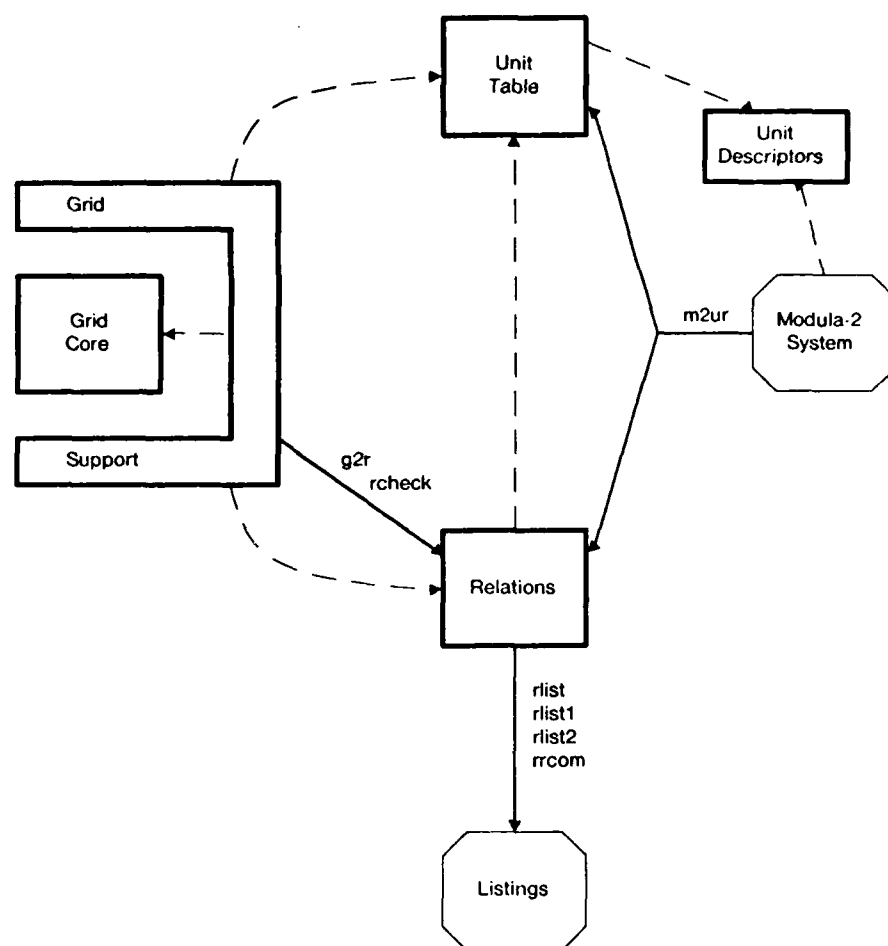 Unit
Table
Unit
Descriptors
Grid
Grid
Core
m2ur
Modula-2
System
Support
g2r
rcheck
Relations
rlist
rlist1
rlist2
rrcom
Listings